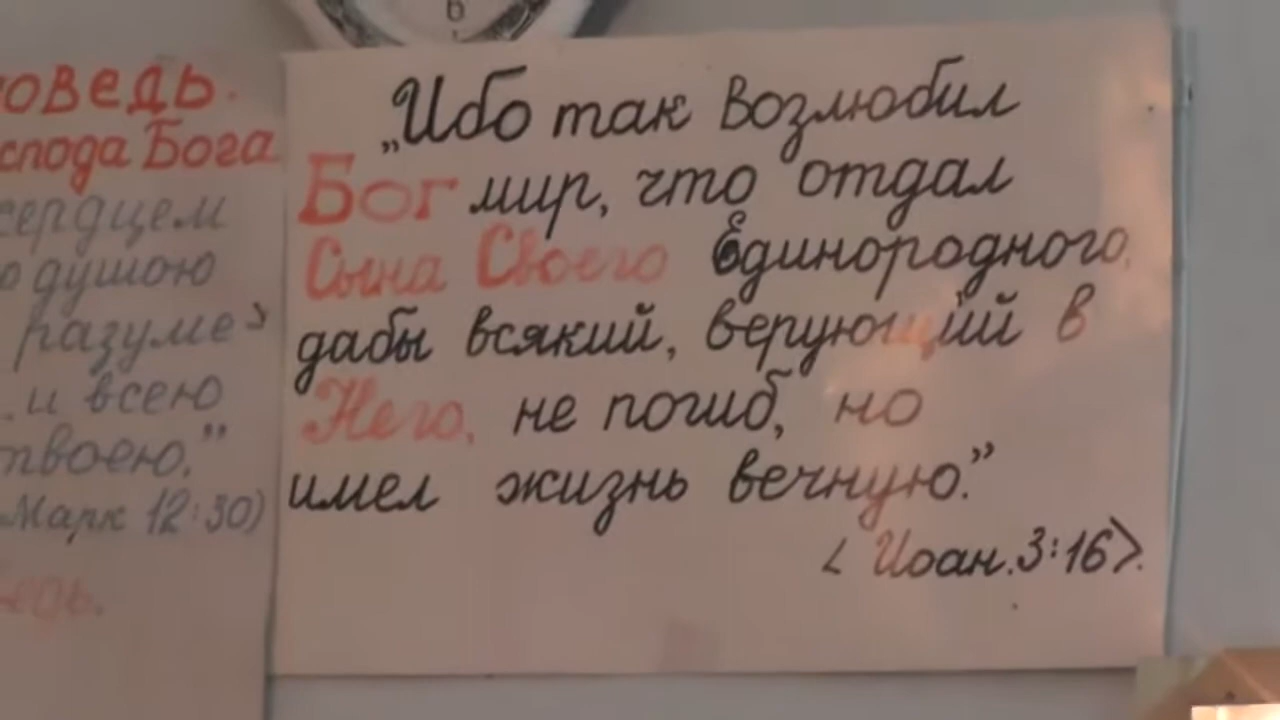 6
спода Бога
сердцем
душою
разуме
и всею
твоею."
Марк 12:30)
„Ибо так Возлюбил
Бог мир, что отдал
Сына Своего Единородного,
дабы всякий, верующий в
Него, не погиб, но
имел жизнь вечную."
< Иоан. 3:16>.